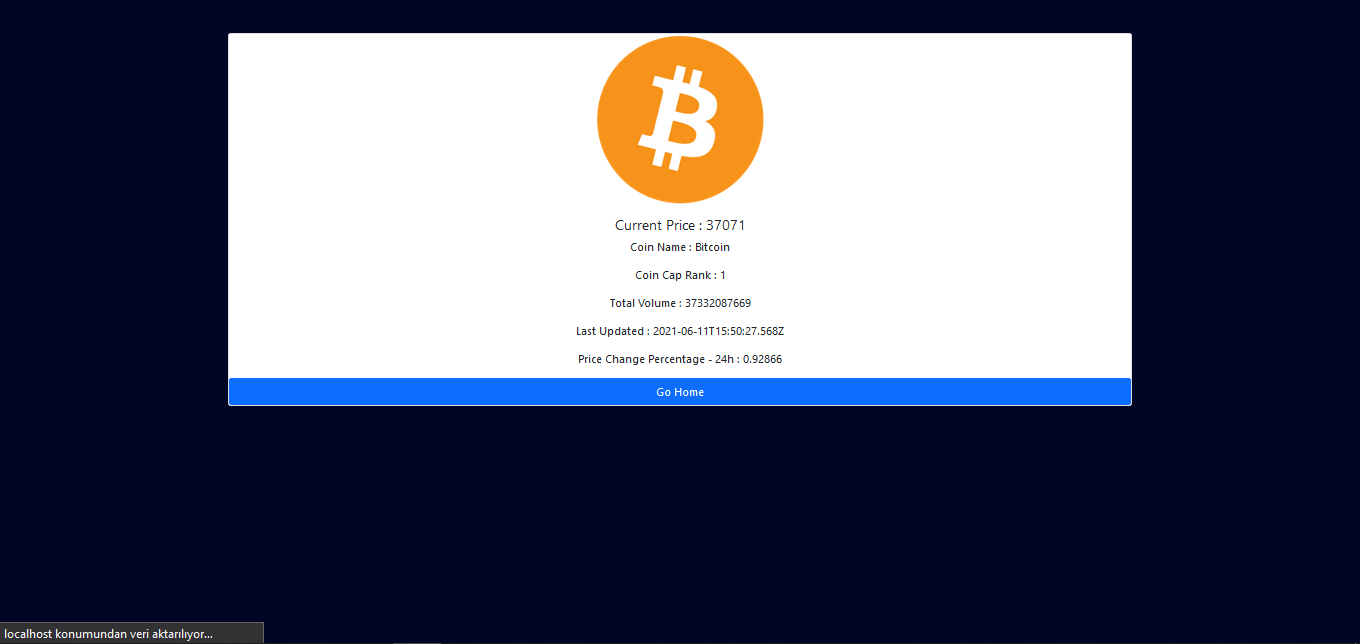 Current Price : 37071
Coin Name : Bitcoin
Coin Cap Rank : 1
Total Volume : 37332087669
Last Updated : 2021-06-11T15:50:27.568Z
Price Change Percentage - 24h : 0.92866
Go Home
localhost konumundan veri aktarılıyor...